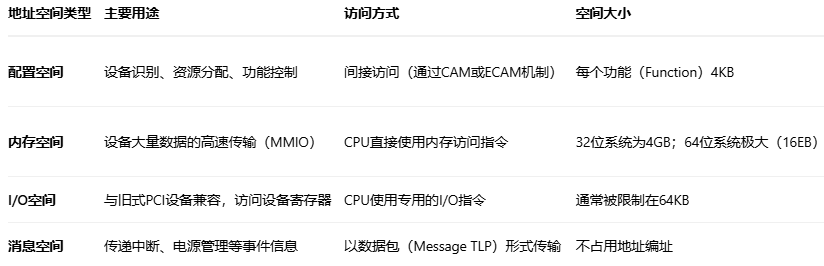 地址空间类型 主要用途 访问方式 空间大小
配置空间 设备识别、资源分配、功能控制 间接访问（通过CAM或ECAM机制） 每个功能（Function）4KB
内存空间 设备大量数据的高速传输（MMIO） CPU直接使用内存访问指令 32位系统为4GB；64位系统极大（16EB）
I/O空间 与旧式PCI设备兼容，访问设备寄存器 CPU使用专用的I/O指令 通常被限制在64KB
消息空间 传递中断、电源管理等事件信息 以数据包（Message TLP）形式传输 不占用地址编址